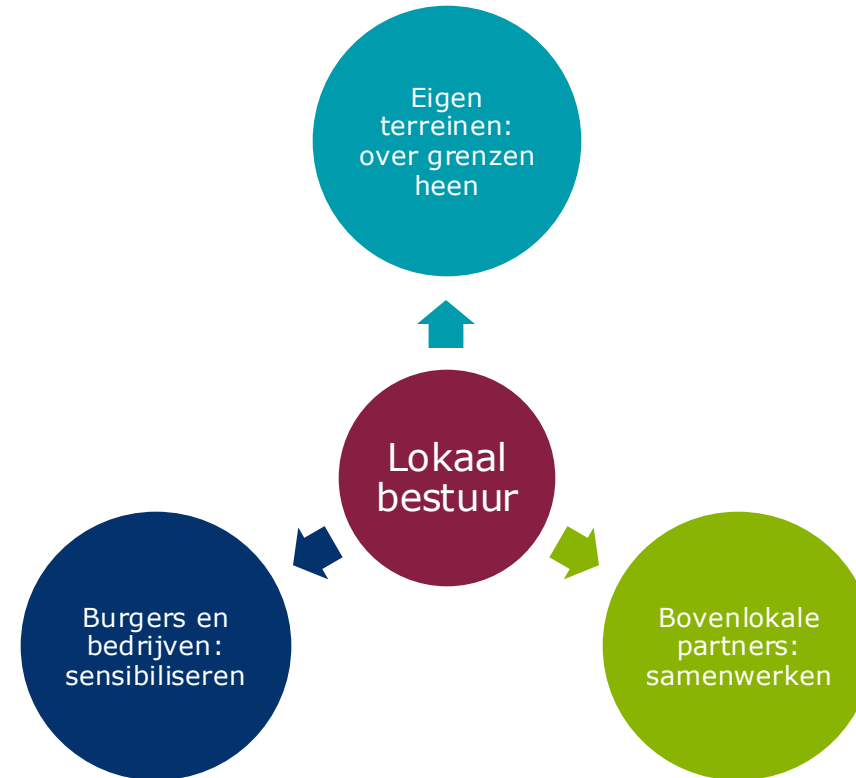 Eigen
terreinen:
over grenzen
heen
Lokaal
bestuur
Burgers en
bedrijven:
sensibiliseren
Bovenlokale
partners:
samenwerken